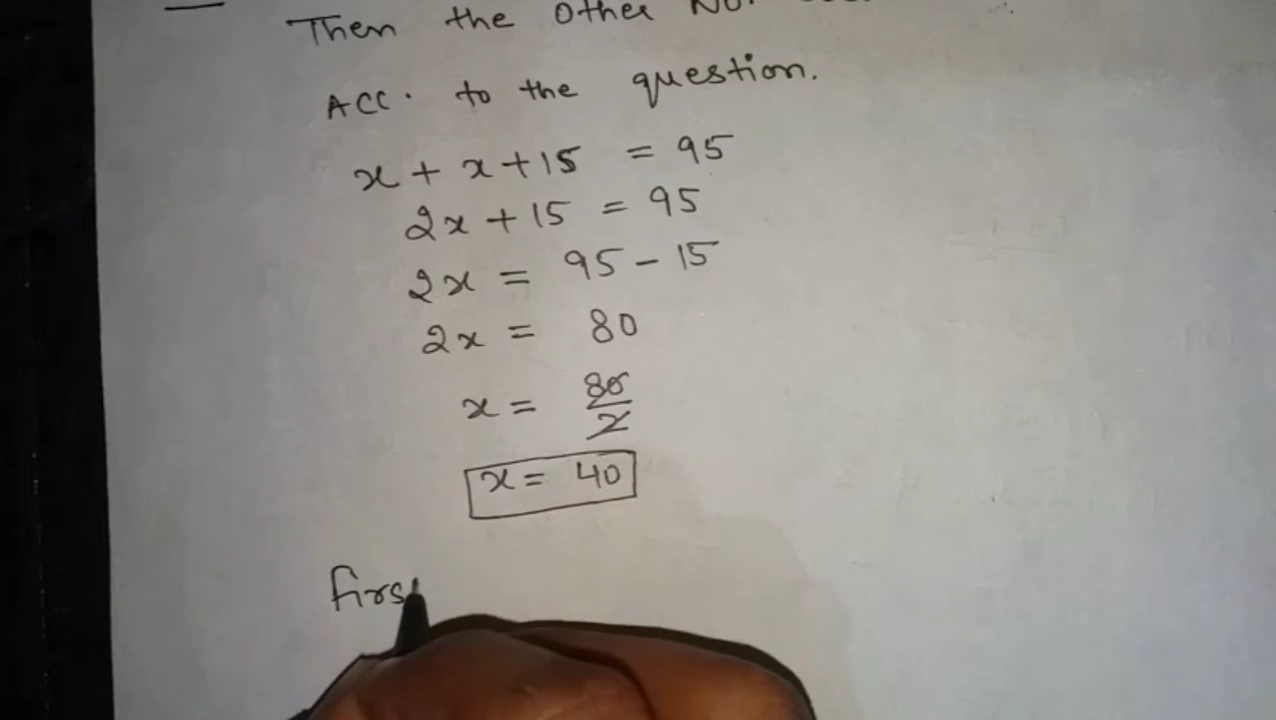 Then the other No.
ACC. to the question.
x + x + 15 = 95
2x + 15 = 95
2x = 95 - 15
2x = 80
x = 80/2
x = 40
firs